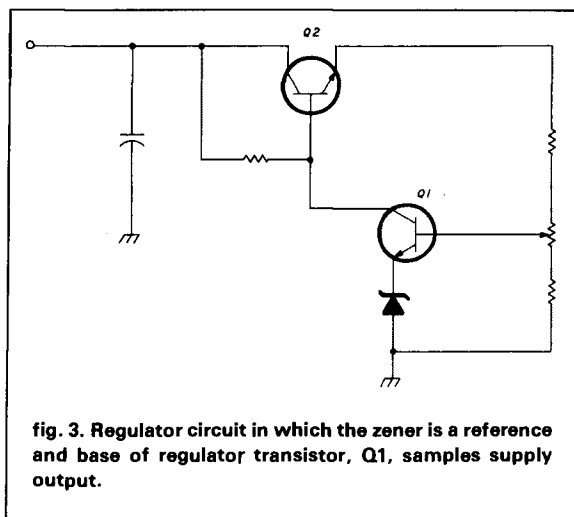 Q2
Q1
fig. 3. Regulator circuit in which the zener is a reference
and base of regulator transistor, Q1, samples supply
output.